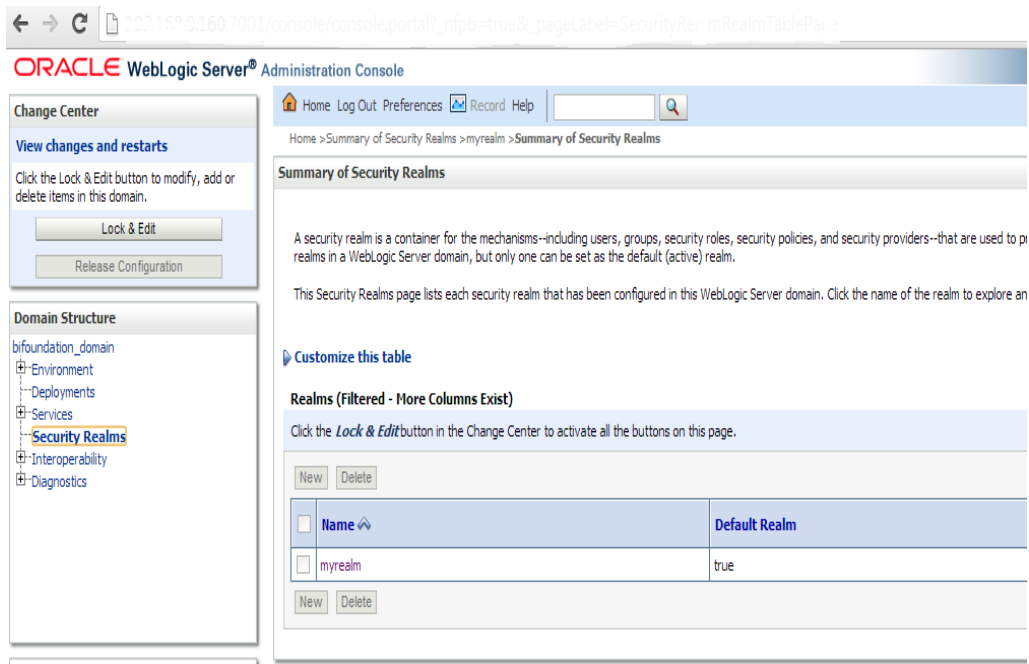 0.160:7001/console/console.portal?_nfpb=true&_pageLabel=SecurityRealmRealmTablePage
ORACLE WebLogic Server® Administration Console
Change Center
View changes and restarts
Click the Lock & Edit button to modify, add or
delete items in this domain.
Lock & Edit
Release Configuration
Domain Structure
bifoundation_domain
Environment
Deployments
Services
Security Realms
Interoperability
Diagnostics
Home Log Out Preferences Record Help
Home >Summary of Security Realms >myrealm >Summary of Security Realms
Summary of Security Realms
A security realm is a container for the mechanisms--including users, groups, security roles, security policies, and security providers--that are used to
realms in a WebLogic Server domain, but only one can be set as the default (active) realm.
This Security Realms page lists each security realm that has been configured in this WebLogic Server domain. Click the name of the realm to explore
Customize this table
Realms (Filtered - More Columns Exist)
Click the Lock & Edit button in the Change Center to activate all the buttons on this page.
New Delete
Name Default Realm
myrealm true
New Delete